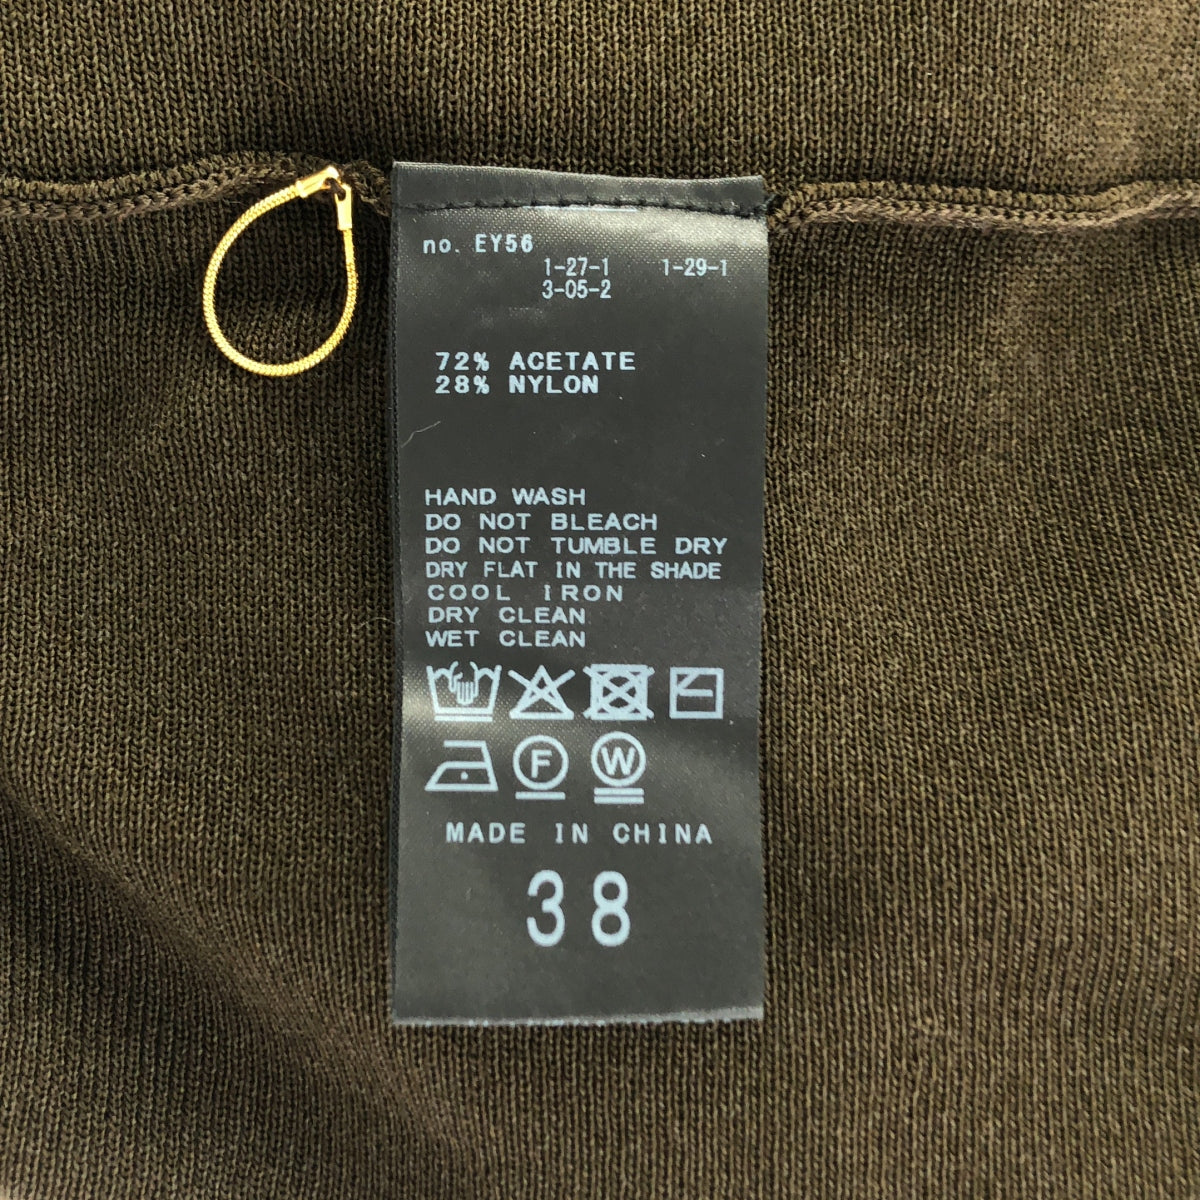 no. EY56
1-27-1 1-29-1
3-05-2
72% ACETATE
28% NYLON
HAND WASH
DO NOT BLEACH
DO NOT TUMBLE DRY
DRY FLAT IN THE SHADE
COOL IRON
DRY CLEAN
WET CLEAN
F W
MADE IN CHINA
38